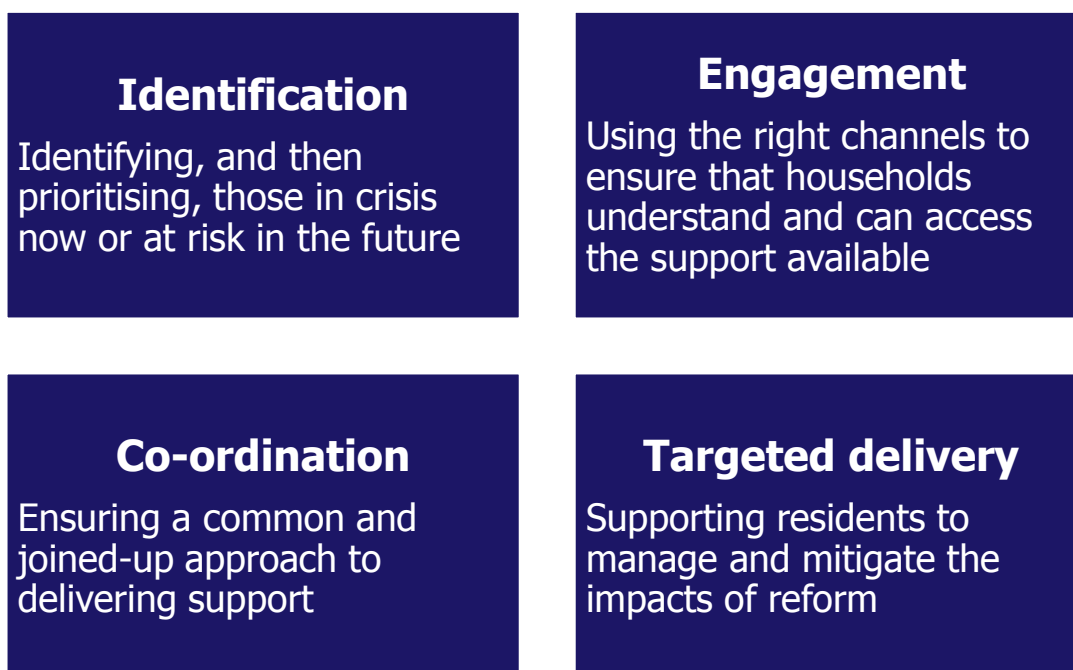 Identification
Identifying, and then
prioritising, those in crisis
now or at risk in the future
Engagement
Using the right channels to
ensure that households
understand and can access
the support available
Co-ordination
Ensuring a common and
joined-up approach to
delivering support
Targeted delivery
Supporting residents to
manage and mitigate the
impacts of reform